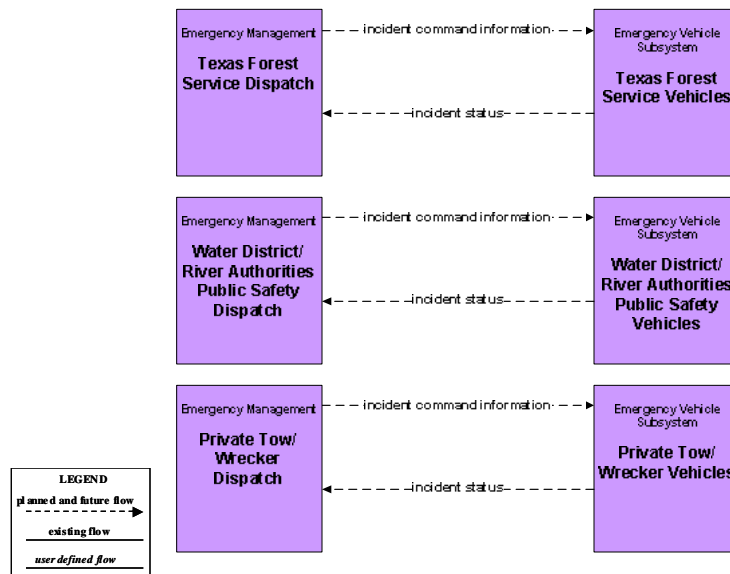 Emergency Management
Texas Forest
Service Dispatch
incident command information
incident status
Emergency Vehicle
Subsystem
Texas Forest
Service Vehicles
Emergency Management
Water District/
River Authorities
Public Safety
Dispatch
incident command information
incident status
Emergency Vehicle
Subsystem
Water District/
River Authorities
Public Safety
Vehicles
Emergency Management
Private Tow/
Wrecker
Dispatch
incident command information
incident status
Emergency Vehicle
Subsystem
Private Tow/
Wrecker Vehicles
LEGEND
planned and future flow
existing flow
user defined flow